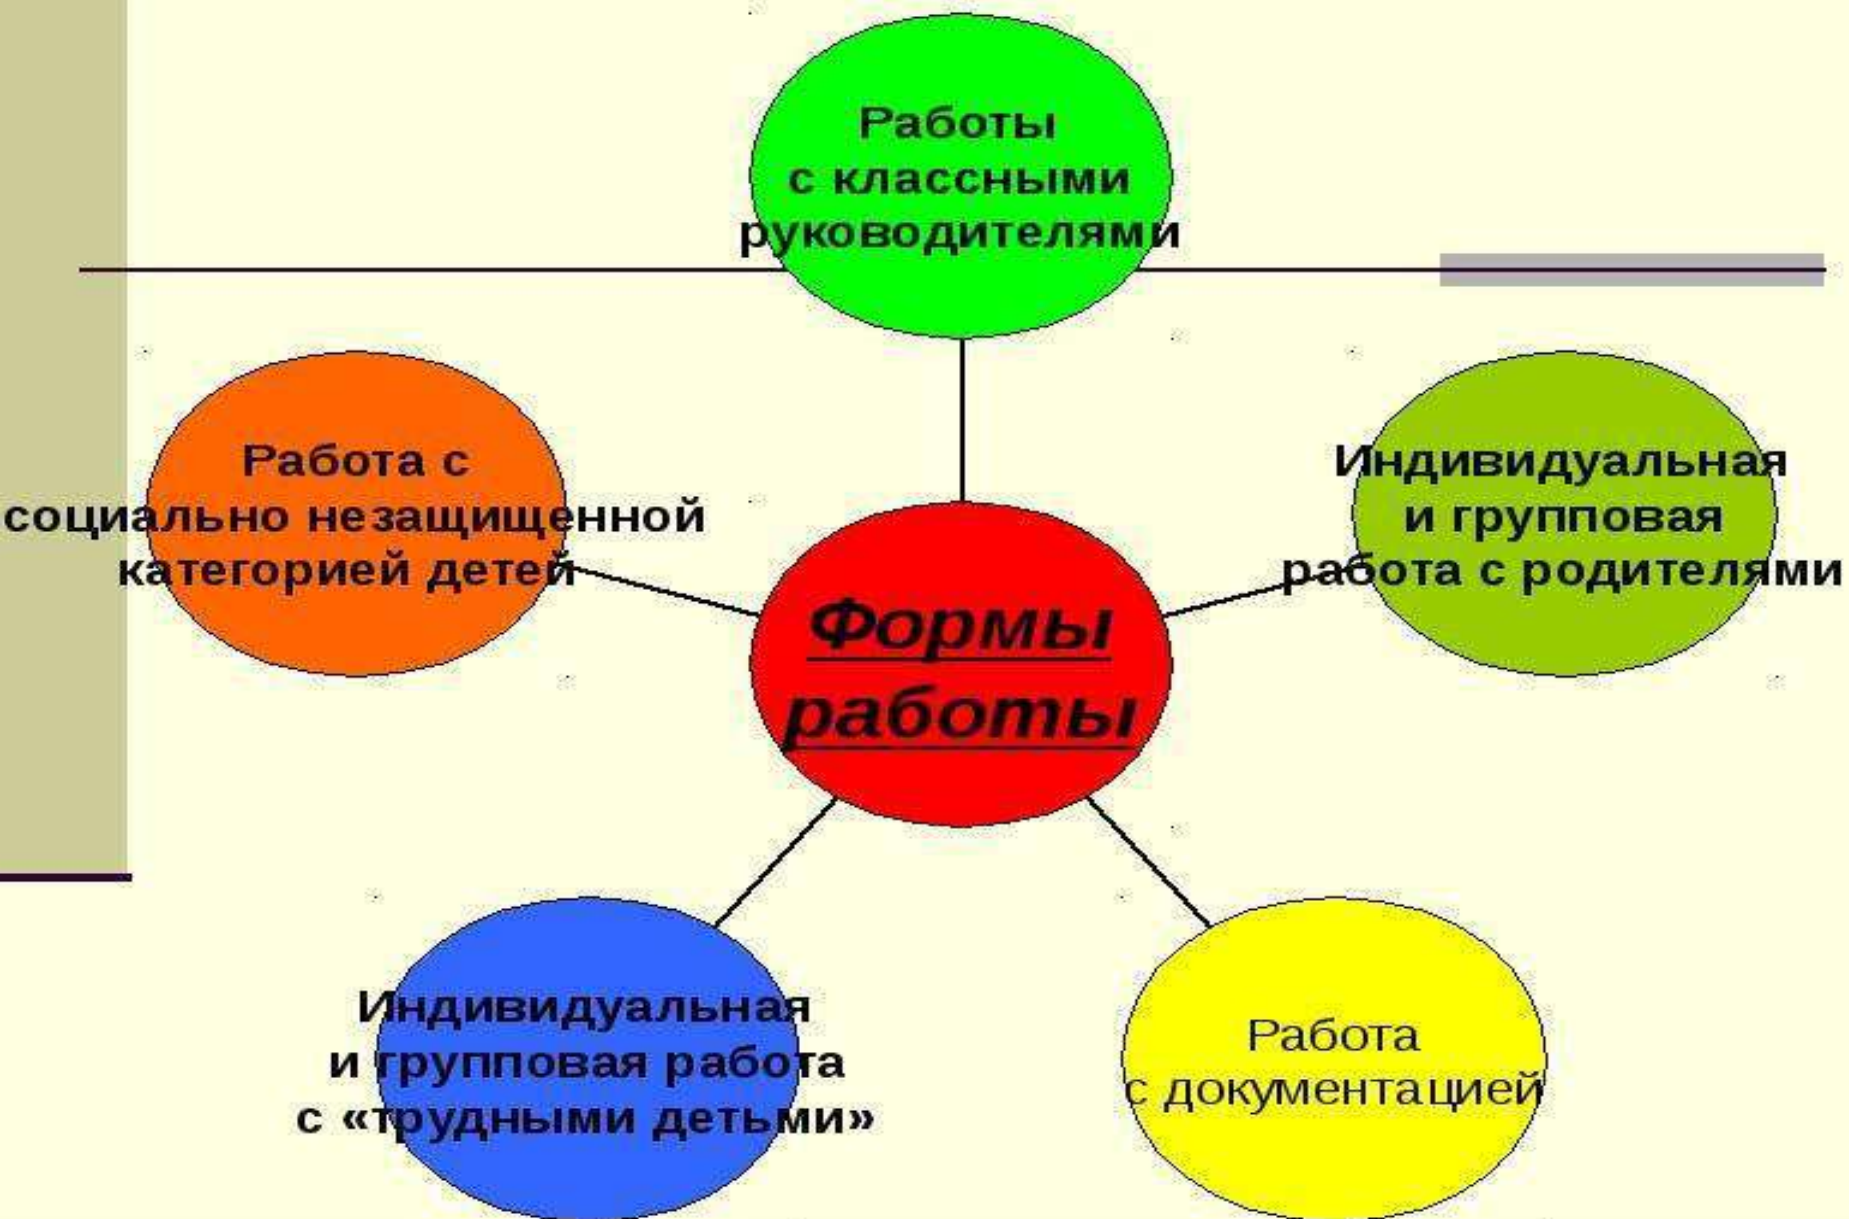 Работы
с классными
руководителями
Работа с
социально незащищенной
категорией детей
Индивидуальная
и групповая
работа с родителями
Формы
работы
Индивидуальная
и групповая работа
с «трудными детьми»
Работа
с документацией